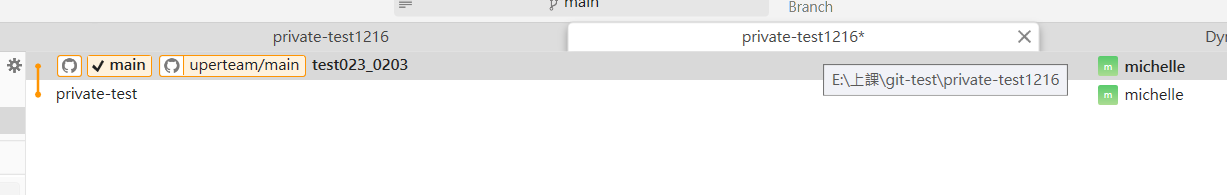 main
Branch
private-test1216
private-test1216*
Dyr
main uperteam/main test023_0203
m michelle
E:\上課\git-test\private-test1216
private-test
m michelle